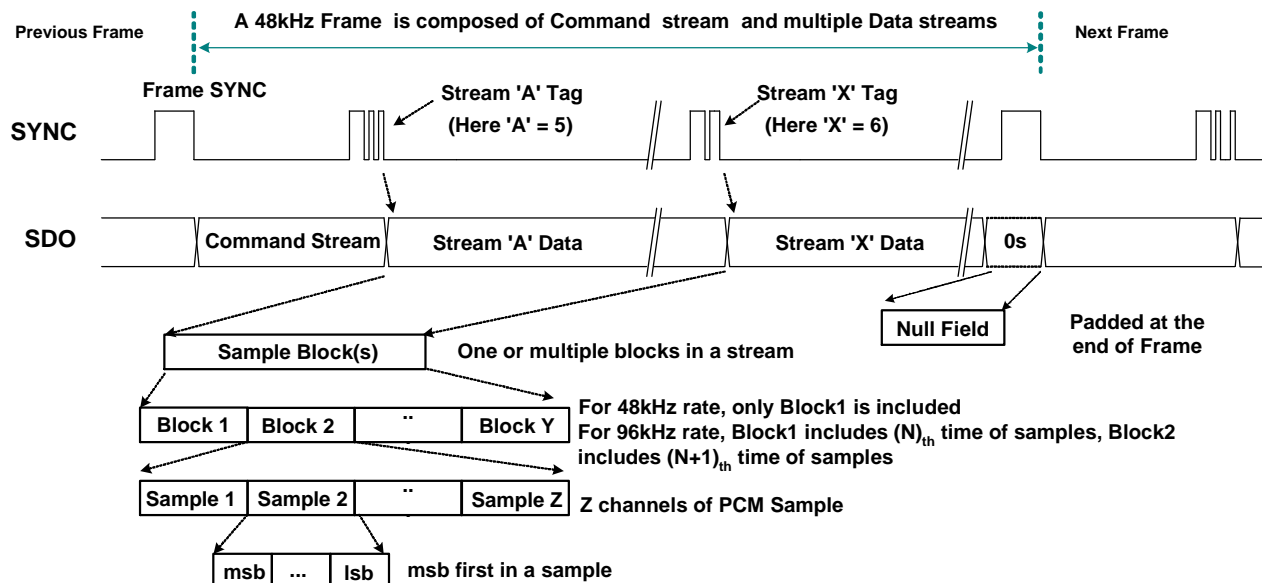 A 48kHz Frame is composed of Command stream and multiple Data streams
Previous Frame
Next Frame
Frame SYNC
Stream 'A' Tag
(Here 'A' = 5)
Stream 'X' Tag
(Here 'X' = 6)
SYNC
SDO
Command Stream
Stream 'A' Data
Stream 'X' Data
0s
Null Field
Padded at the
end of Frame
Sample Block(s)
One or multiple blocks in a stream
Block 1
Block 2
..
Block Y
For 48kHz rate, only Block1 is included
For 96kHz rate, Block1 includes (N)th time of samples, Block2
includes (N+1)th time of samples
Sample 1
Sample 2
..
Sample Z
Z channels of PCM Sample
msb
...
lsb
msb first in a sample